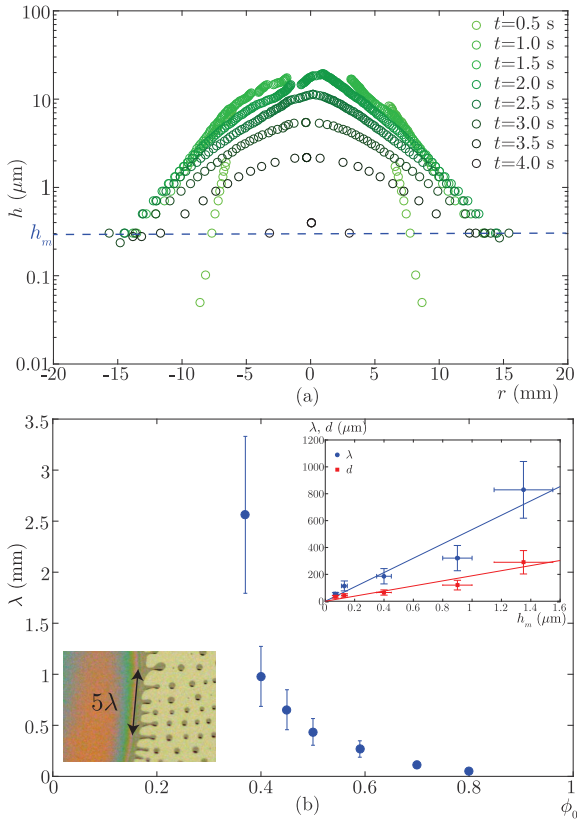 100
10
1
0.1
0.01
h (μm)
h_m
t=0.5 s
t=1.0 s
t=1.5 s
t=2.0 s
t=2.5 s
t=3.0 s
t=3.5 s
t=4.0 s
-20 -15 -10 -5 0 5 10 15 20
(a) r (mm)
3.5
3
2.5
2
1.5
1
0.5
0
λ (mm)
λ, d (μm)
1200
1000
800
600
400
200
0
λ
d
0 0.2 0.4 0.6 0.8 1.0 1.2 1.4 1.6
h_m (μm)
5λ
0 0.2 0.4 0.6 0.8 1
(b) ϕ₀